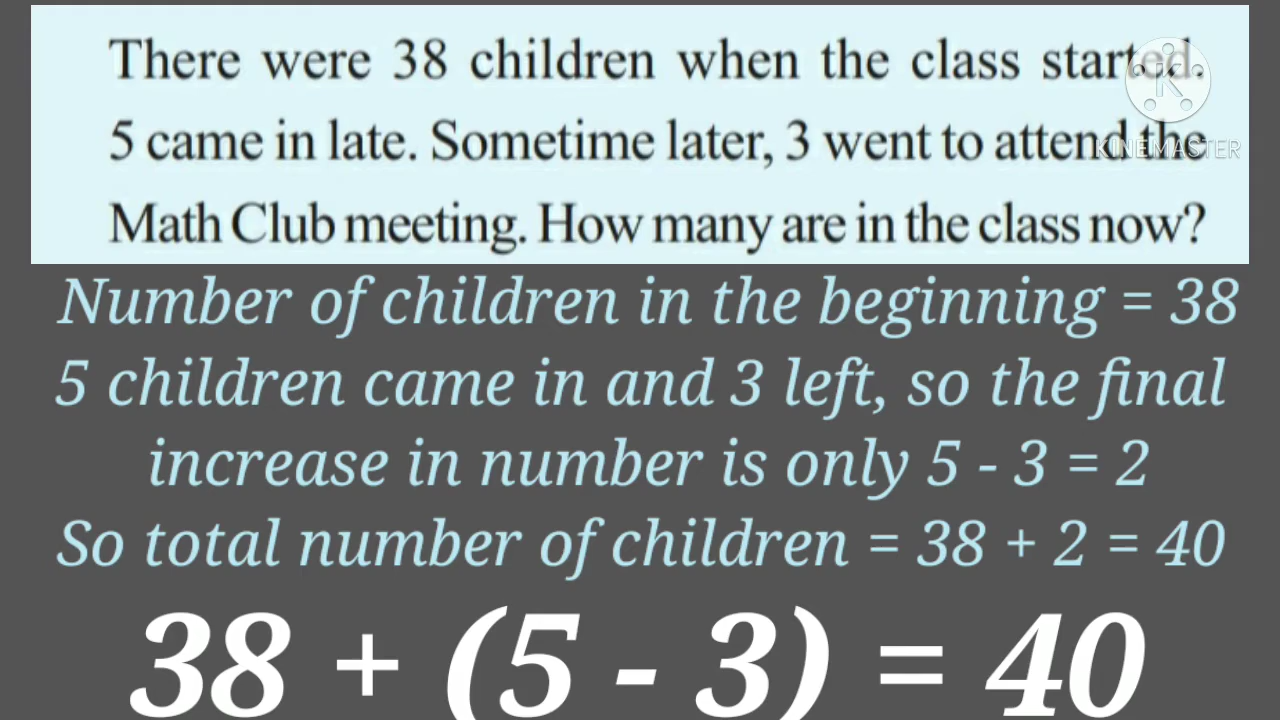 There were 38 children when the class started.
5 came in late. Sometime later, 3 went to attend the
KINEMASTER
Math Club meeting. How many are in the class now?
Number of children in the beginning = 38
5 children came in and 3 left, so the final
increase in number is only 5 - 3 = 2
So total number of children = 38 + 2 = 40
38 + (5 - 3) = 40